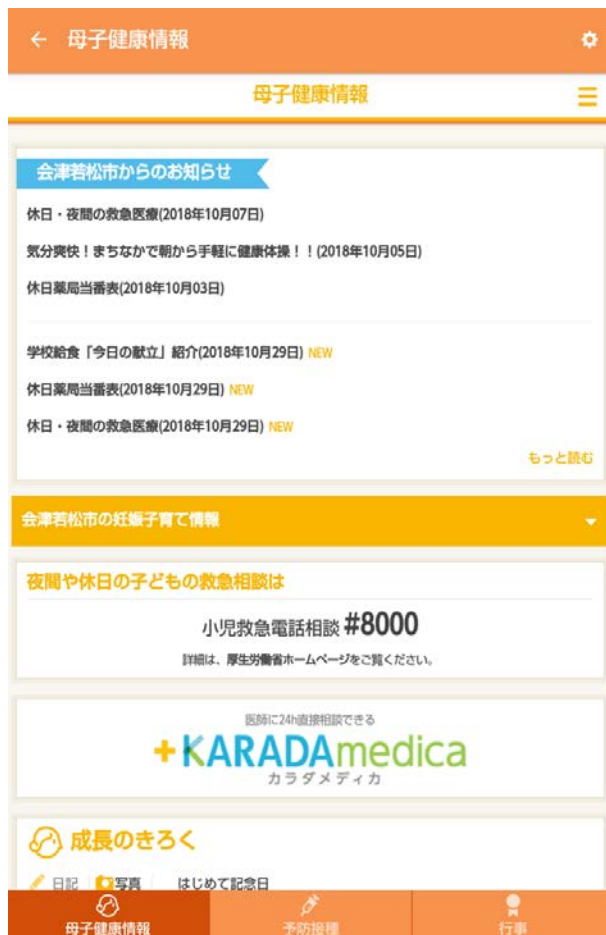 母子健康情報
母子健康情報
会津若松市からのお知らせ
休日・夜間の救急医療(2018年10月07日)
気分爽快！まちなかで朝から手軽に健康体操！！(2018年10月05日)
休日薬局当番表(2018年10月03日)
学校給食「今日の献立」紹介(2018年10月29日) NEW
休日薬局当番表(2018年10月29日) NEW
休日・夜間の救急医療(2018年10月29日) NEW
もっと読む
会津若松市の妊娠子育て情報
夜間や休日の子どもの救急相談は
小児救急電話相談 #8000
詳細は、厚生労働省ホームページをご覧ください。
医師に24h直接相談できる
KARADAmedica
カラダメディカ
成長のきろく
日記 写真 はじめて記念日
母子健康情報 予防接種 行事